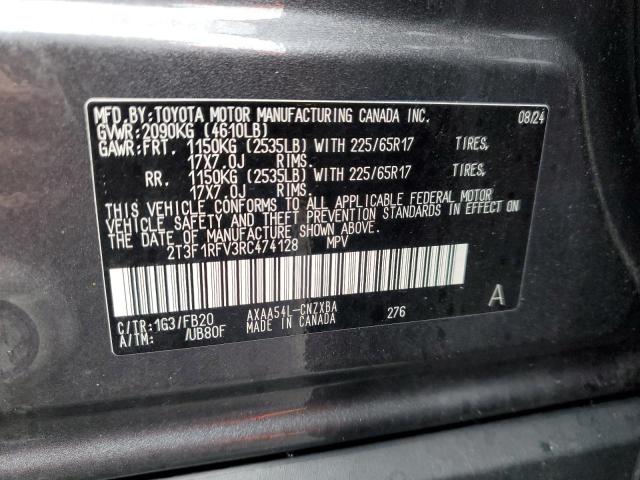 MFD.BY:TOYOTA MOTOR MANUFACTURING CANADA INC. 08/24
GVWR:2090KG (4610LB)
GAWR:FRT. 1150KG (2535LB) WITH 225/65R17 TIRES,
17X7.0J RIMS.
RR. 1150KG (2535LB) WITH 225/65R17 TIRES,
17X7.0J RIMS.
THIS VEHICLE CONFORMS TO ALL APPLICABLE FEDERAL MOTOR
VEHICLE SAFETY AND THEFT PREVENTION STANDARDS IN EFFECT ON
THE DATE OF MANUFACTURE SHOWN ABOVE.
2T3F1RFV3RC474128 MPV
C/TR:1G3/FB20 AXAA54L-CNZXBA 276 A
A/TM: /UB80F MADE IN CANADA